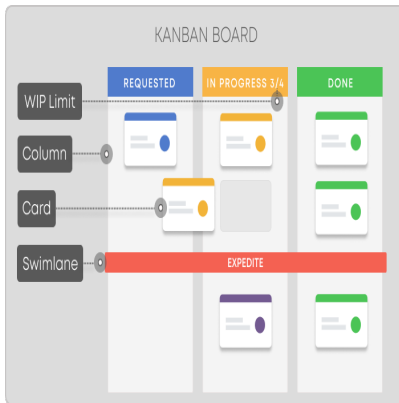 KANBAN BOARD
REQUESTED
IN PROGRESS 3/4
DONE
WIP Limit
Column
Card
Swimlane
EXPEDITE